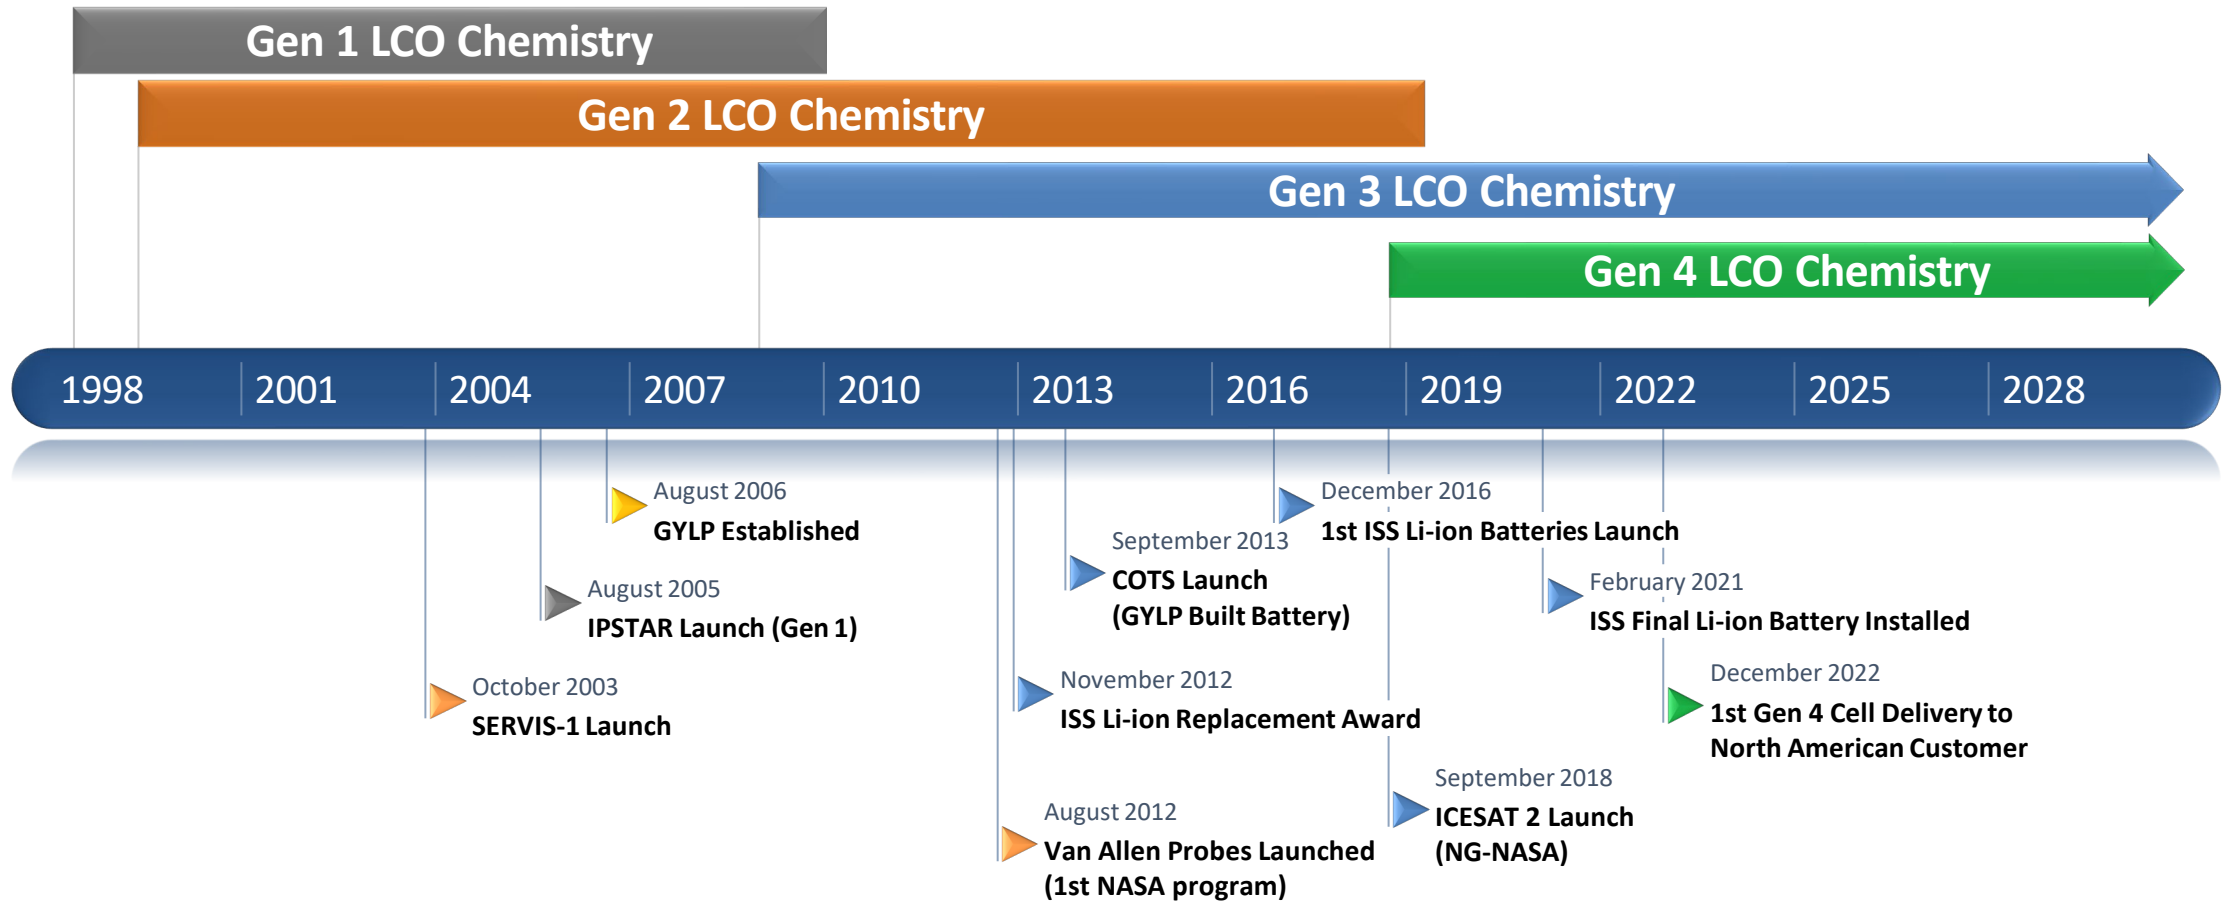 Gen 1 LCO Chemistry
Gen 2 LCO Chemistry
Gen 3 LCO Chemistry
Gen 4 LCO Chemistry
1998 2001 2004 2007 2010 2013 2016 2019 2022 2025 2028
August 2006
GYLP Established
August 2005
IPSTAR Launch (Gen 1)
October 2003
SERVIS-1 Launch
December 2016
1st ISS Li-ion Batteries Launch
September 2013
COTS Launch
(GYLP Built Battery)
November 2012
ISS Li-ion Replacement Award
August 2012
Van Allen Probes Launched
(1st NASA program)
February 2021
ISS Final Li-ion Battery Installed
December 2022
1st Gen 4 Cell Delivery to
North American Customer
September 2018
ICESAT 2 Launch
(NG-NASA)